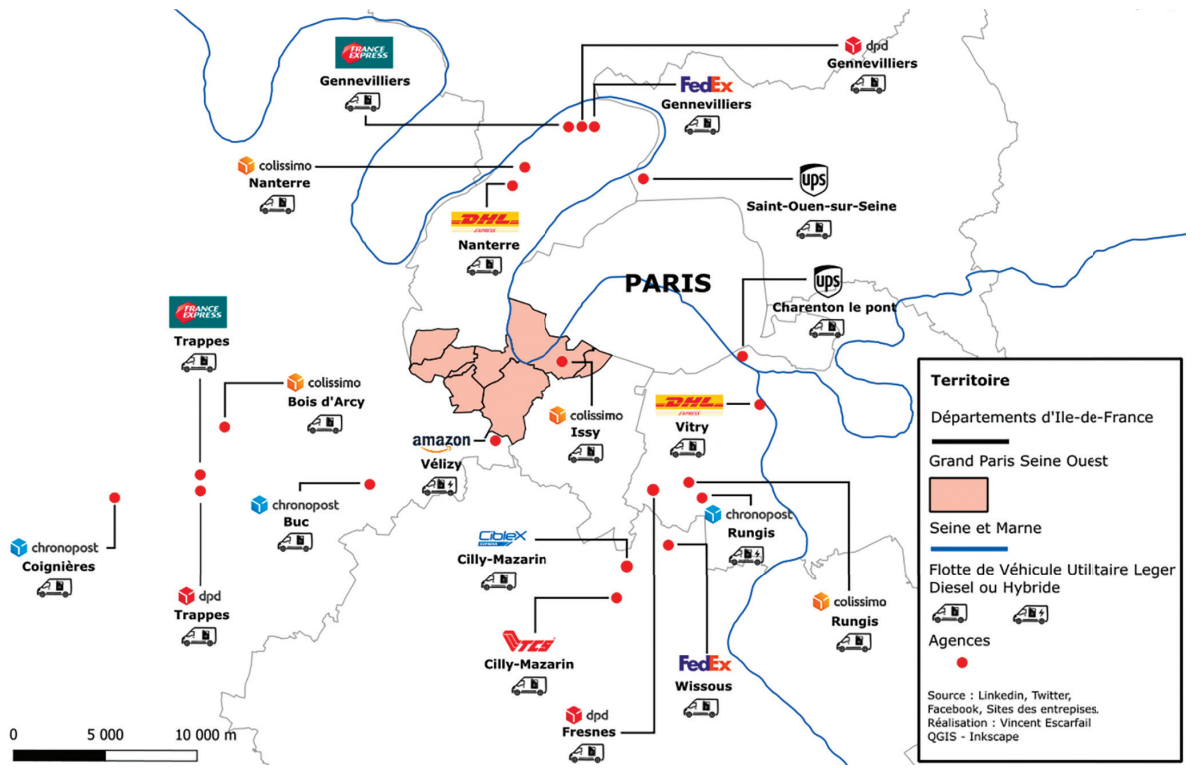 FRANCE
EXPRESS
Gennevilliers
dpd
Gennevilliers
FedEx
Gennevilliers
colissimo
Nanterre
DHL
EXPRESS
Nanterre
ups
Saint-Ouen-sur-Seine
PARIS
ups
Charenton le pont
FRANCE
EXPRESS
Trappes
colissimo
Bois d'Arcy
colissimo
Issy
DHL
EXPRESS
Vitry
amazon
Vélizy
chronopost
Buc
chronopost
Coignières
dpd
Trappes
Ciblex
EXPRESS
Cilly-Mazarin
chronopost
Rungis
TCS
Cilly-Mazarin
colissimo
Rungis
FedEx
Wissous
dpd
Fresnes
0 5 000 10 000 m
Territoire
Départements d'Ile-de-France
Grand Paris Seine Ouest
Seine et Marne
Flotte de Véhicule Utilitaire Leger
Diesel ou Hybride
Agences
Source : Linkedin, Twitter,
Facebook, Sites des entrepises.
Réalisation : Vincent Escarfail
QGIS - Inkscape